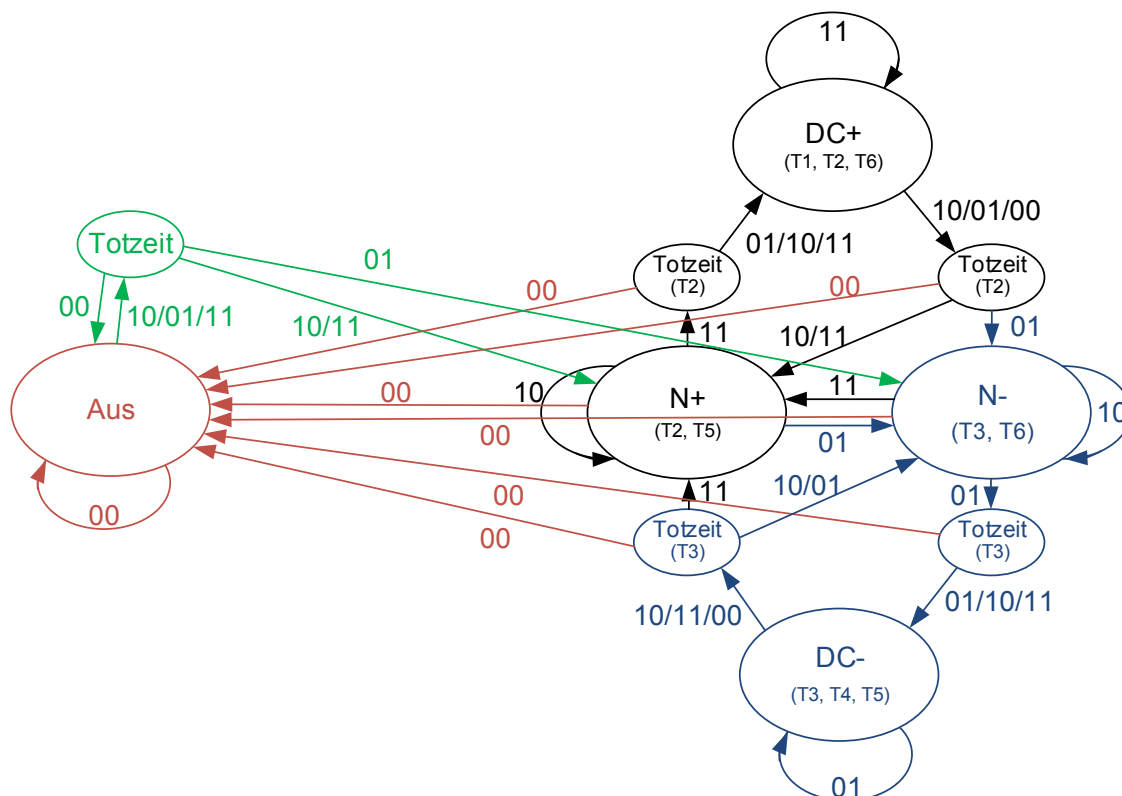 11
DC+
(T1, T2, T6)
10/01/00
01/10/11
Totzeit
01
Totzeit
(T2)
Totzeit
(T2)
00
00
00
10/01/11
10/11
10/11
01
11
Aus
00
10
N+
(T2, T5)
11
N-
(T3, T6)
10
00
01
00
00
00
11
10/01
01
Totzeit
(T3)
Totzeit
(T3)
10/11/00
01/10/11
DC-
(T3, T4, T5)
01